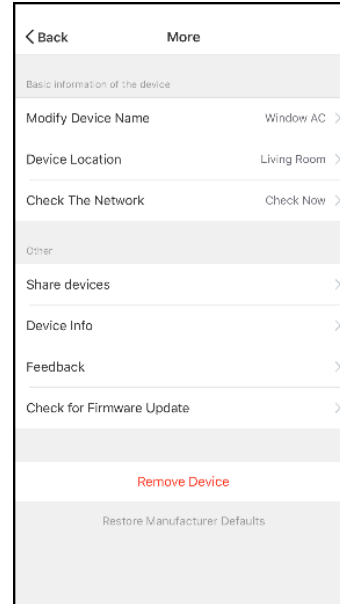 Back More
Basic information of the device
Modify Device Name Window AC
Device Location Living Room
Check The Network Check Now
Other
Share devices
Device Info
Feedback
Check for Firmware Update
Remove Device
Restore Manufacturer Defaults